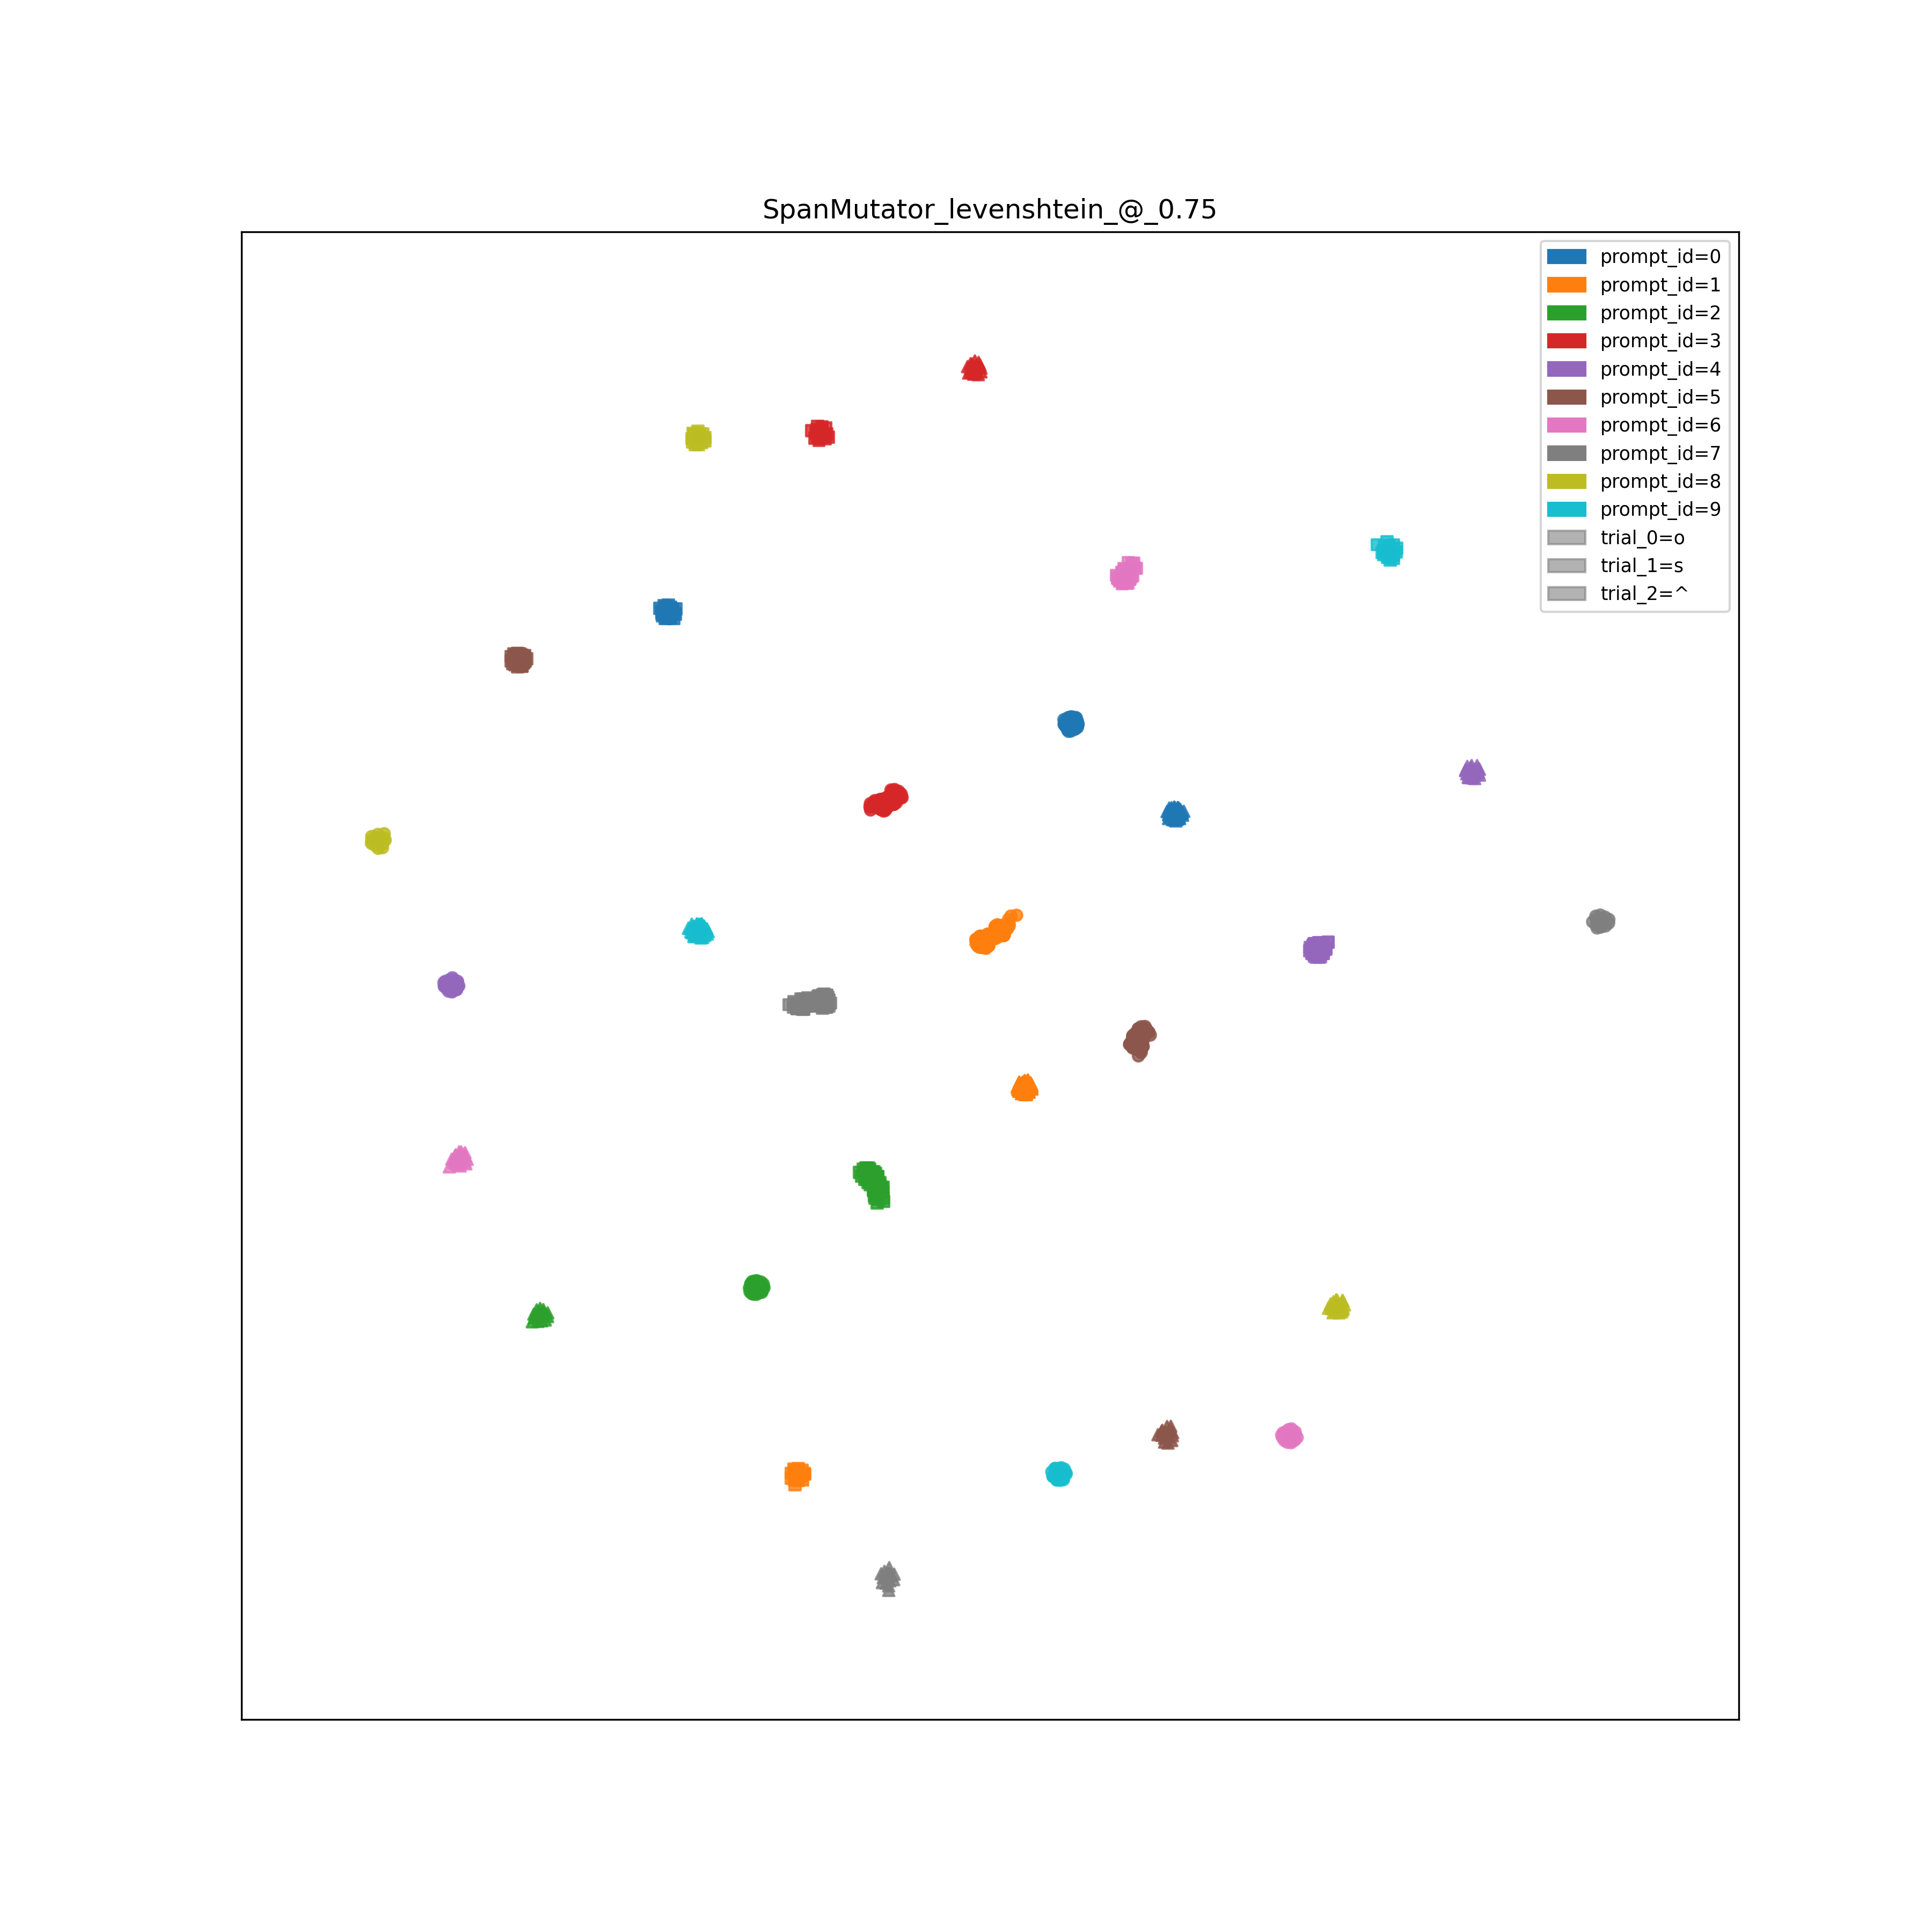 SpanMutator_levenshtein_@_0.75
prompt_id=0
prompt_id=1
prompt_id=2
prompt_id=3
prompt_id=4
prompt_id=5
prompt_id=6
prompt_id=7
prompt_id=8
prompt_id=9
trial_0=o
trial_1=s
trial_2=^